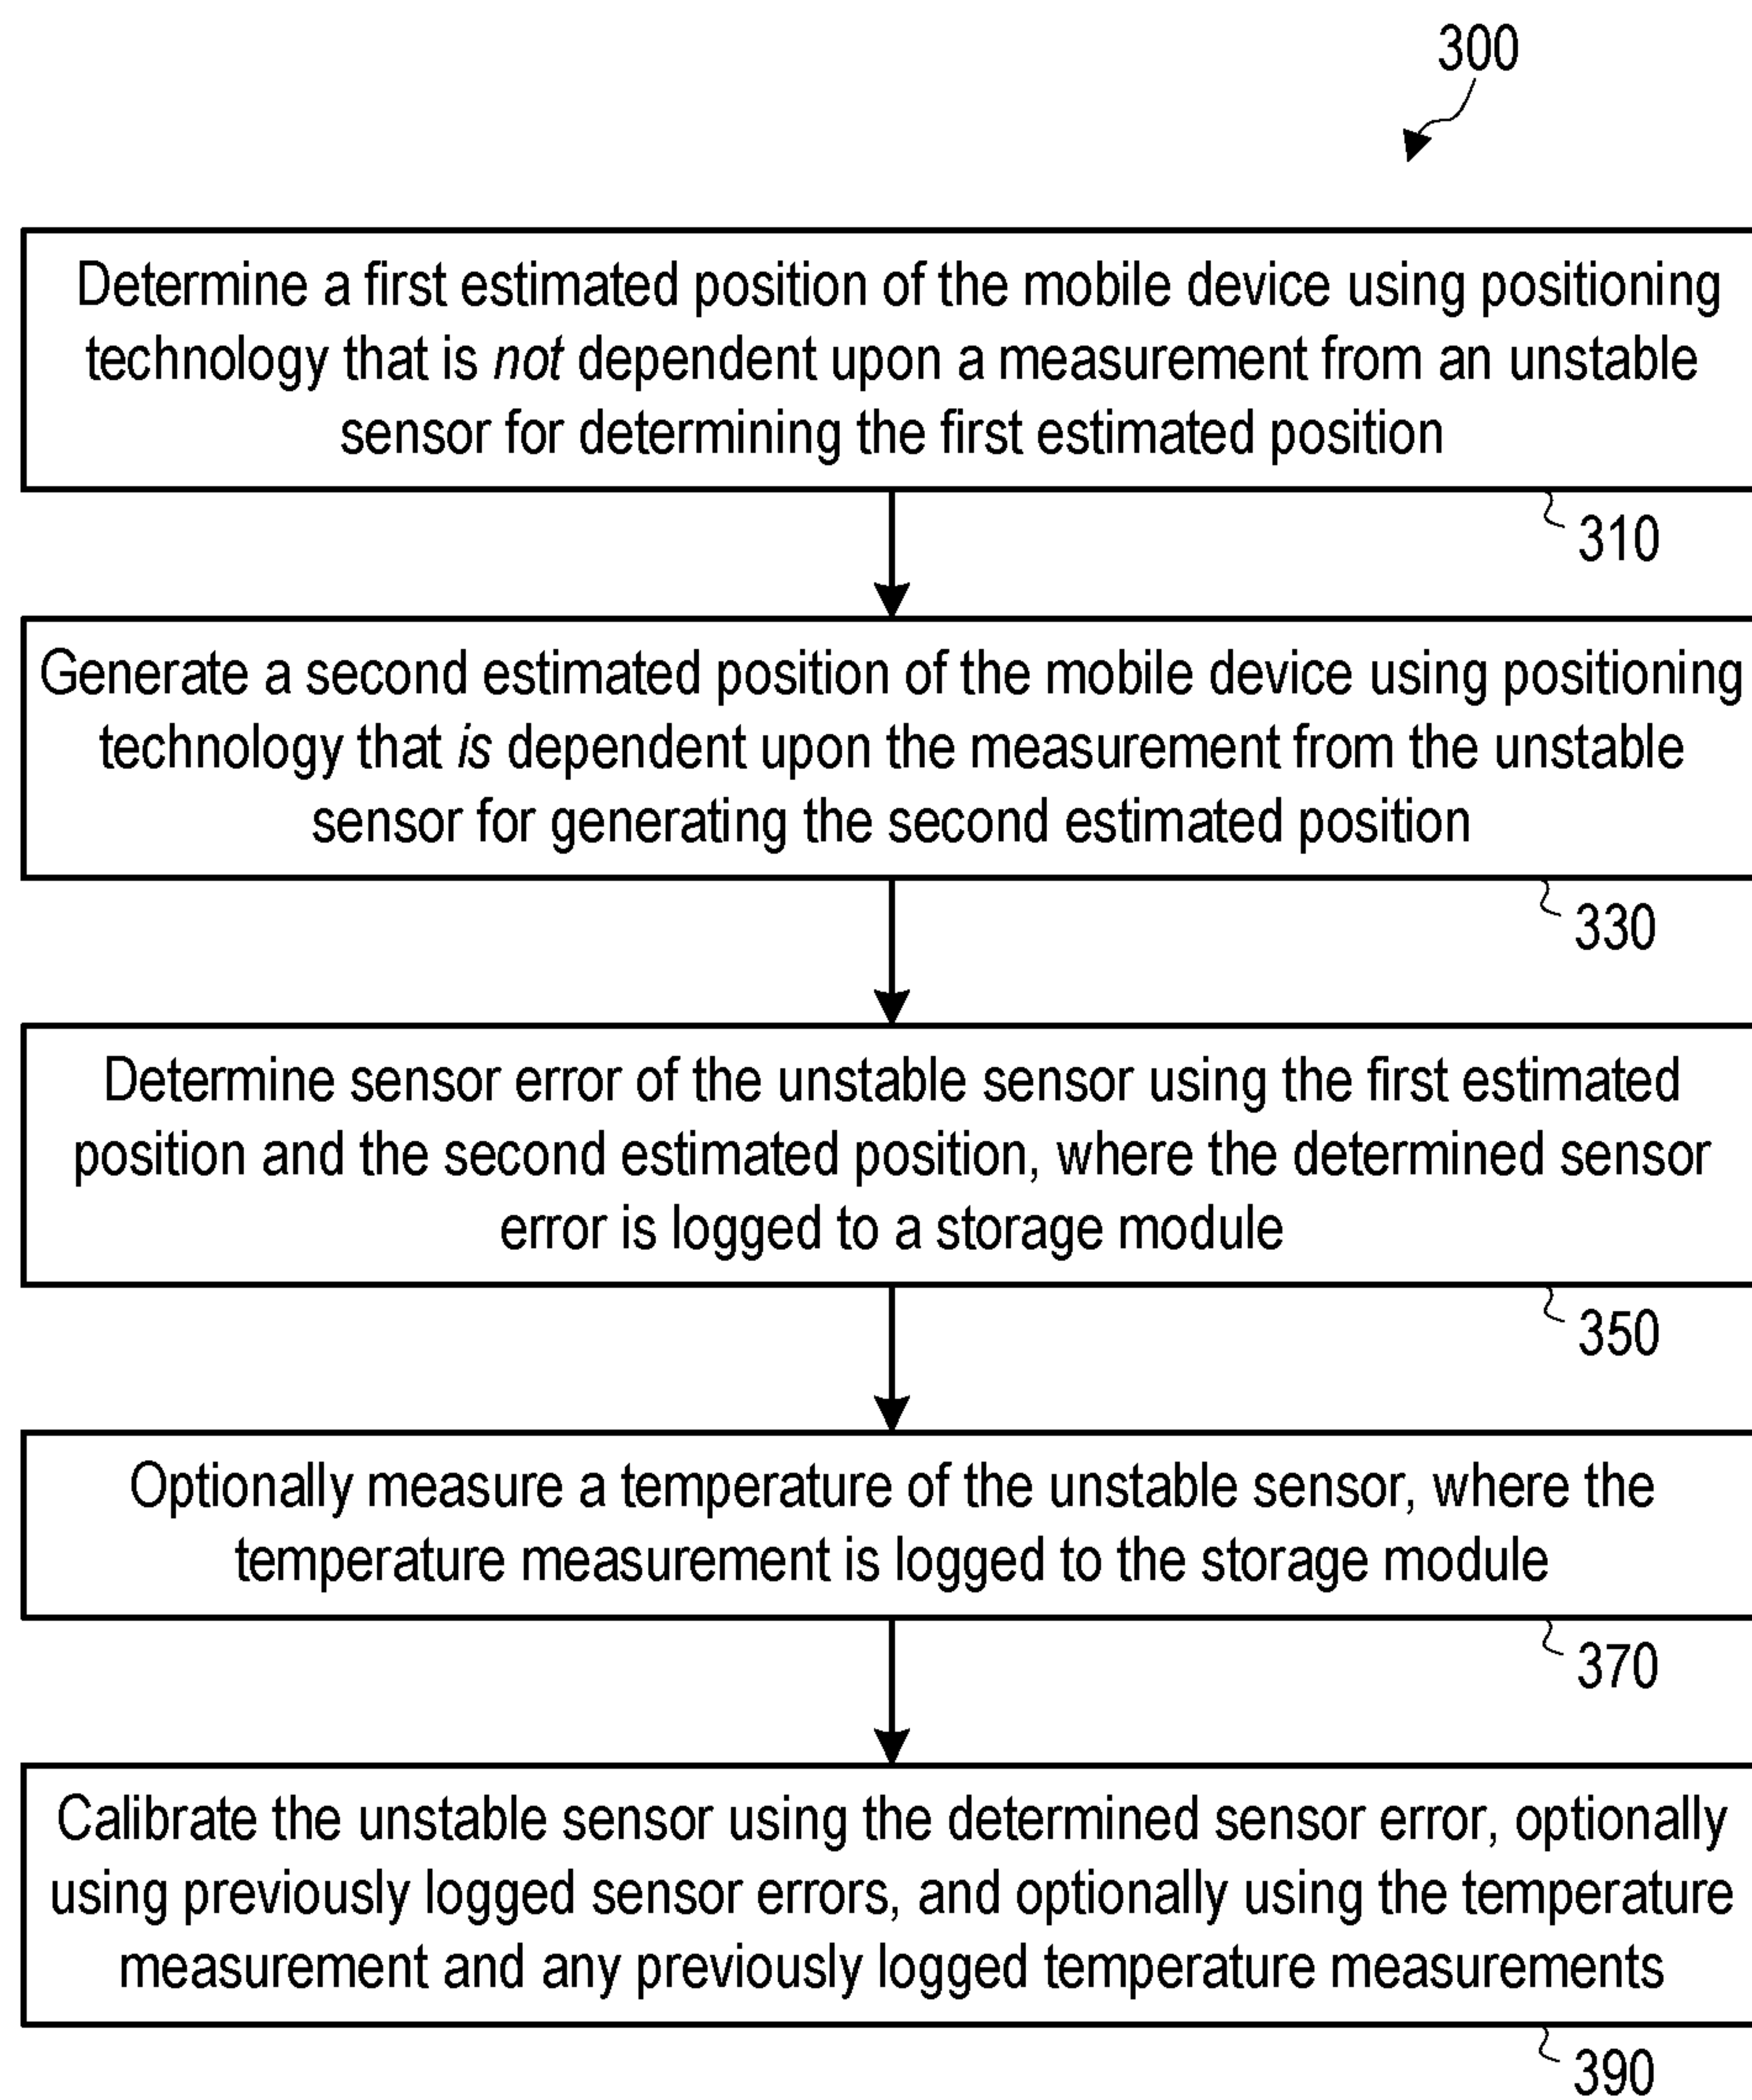 300
Determine a first estimated position of the mobile device using positioning
technology that is not dependent upon a measurement from an unstable
sensor for determining the first estimated position
310
Generate a second estimated position of the mobile device using positioning
technology that is dependent upon the measurement from the unstable
sensor for generating the second estimated position
330
Determine sensor error of the unstable sensor using the first estimated
position and the second estimated position, where the determined sensor
error is logged to a storage module
350
Optionally measure a temperature of the unstable sensor, where the
temperature measurement is logged to the storage module
370
Calibrate the unstable sensor using the determined sensor error, optionally
using previously logged sensor errors, and optionally using the temperature
measurement and any previously logged temperature measurements
390